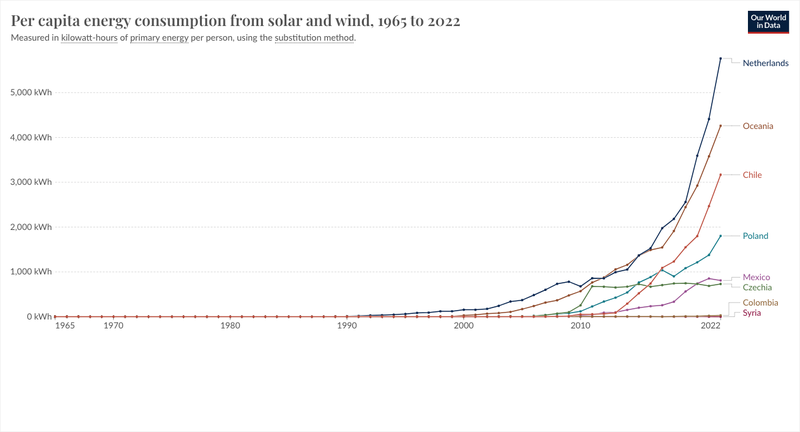 Per capita energy consumption from solar and wind, 1965 to 2022
Our World
in Data
Measured in kilowatt-hours of primary energy per person, using the substitution method.
Netherlands
5,000 kWh
Oceania
4,000 kWh
3,000 kWh
Chile
2,000 kWh
Poland
1,000 kWh
Mexico
Czechia
Colombia
0 kWh
Syria
1965
1970
1980
1990
2000
2010
2022